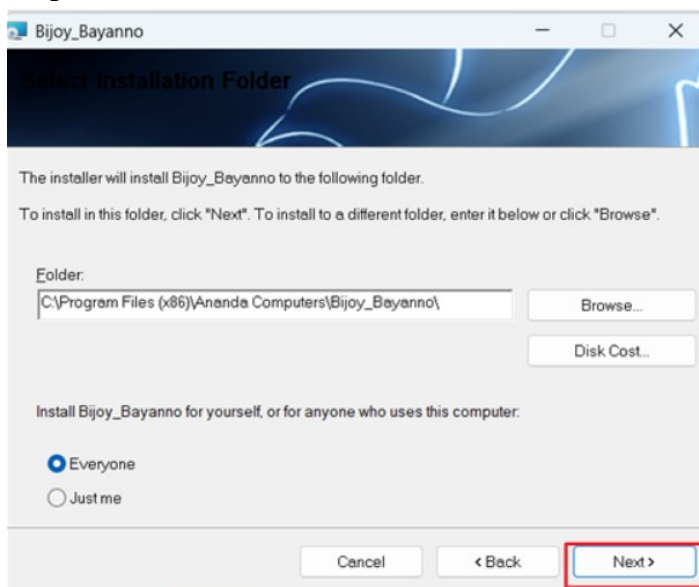 Bijoy_Bayanno
Select Installation Folder
The installer will install Bijoy_Bayanno to the following folder.
To install in this folder, click "Next". To install to a different folder, enter it below or click "Browse".
Folder:
C:\Program Files (x86)\Ananda Computers\Bijoy_Bayanno\
Browse...
Disk Cost...
Install Bijoy_Bayanno for yourself, or for anyone who uses this computer:
Everyone
Just me
Cancel
< Back
Next >